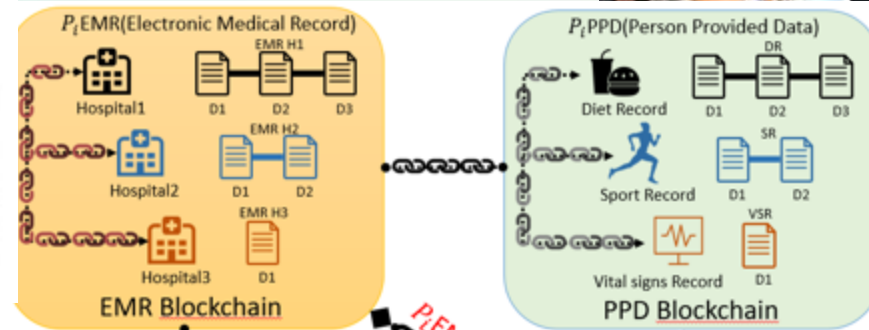 PᵢEMR(Electronic Medical Record)
EMR H1
Hospital1
D1 D2 D3
EMR H2
Hospital2
D1 D2
EMR H3
Hospital3
D1
EMR Blockchain
PᵢPPD(Person Provided Data)
DR
Diet Record
D1 D2 D3
SR
Sport Record
D1 D2
VSR
Vital signs Record
D1
PPD Blockchain